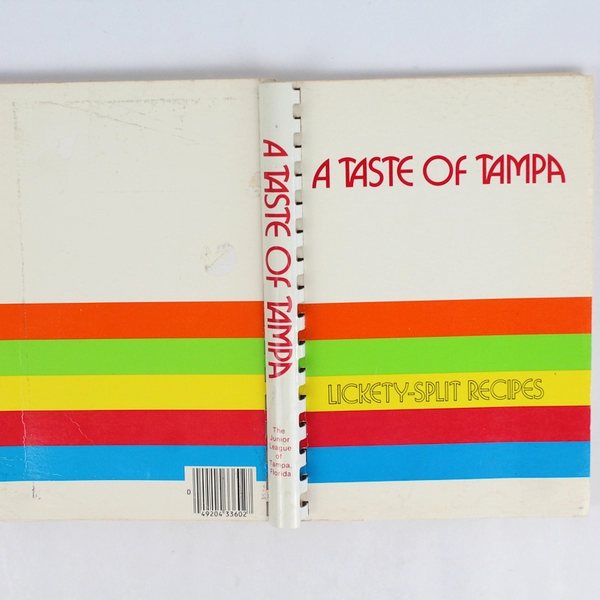 A TASTE OF TAMPA
The
Junior
League
of
Tampa,
Florida
A TASTE OF TAMPA
LICKETY-SPLIT RECIPES
0
49204 33602